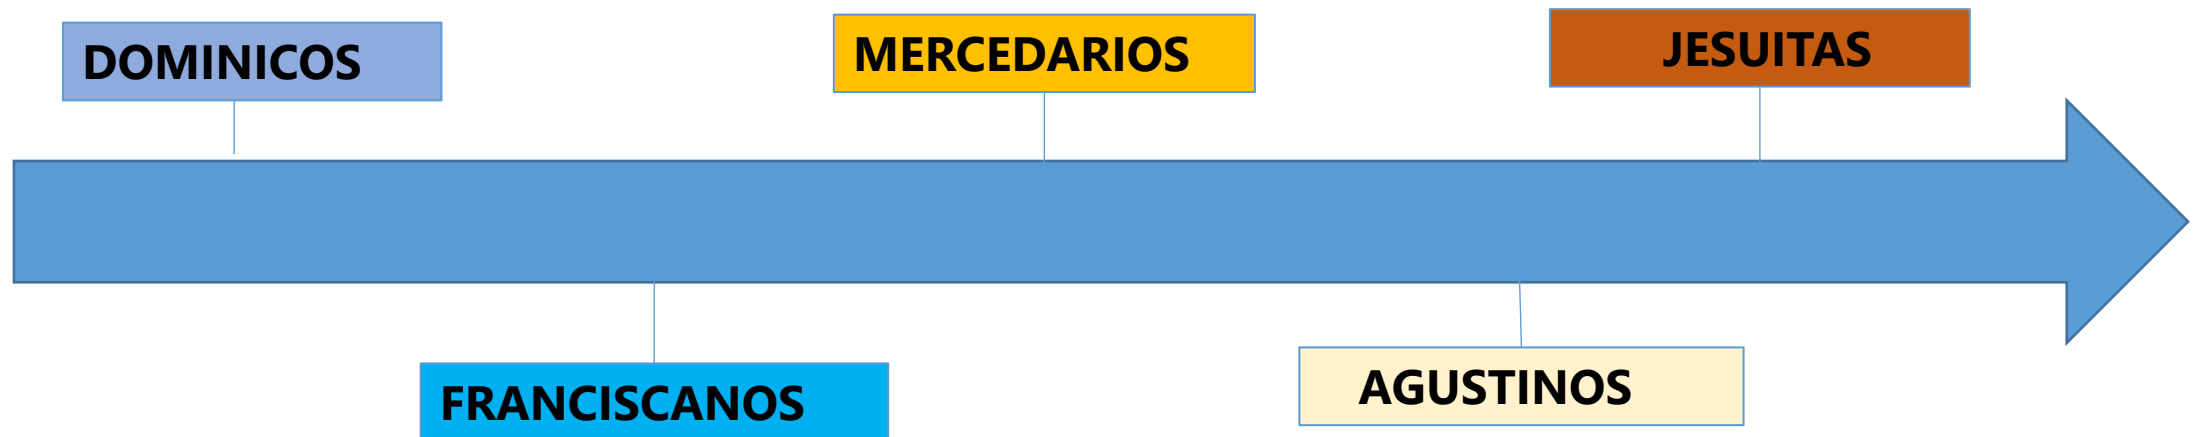 DOMINICOS
MERCEDARIOS
JESUITAS
FRANCISCANOS
AGUSTINOS